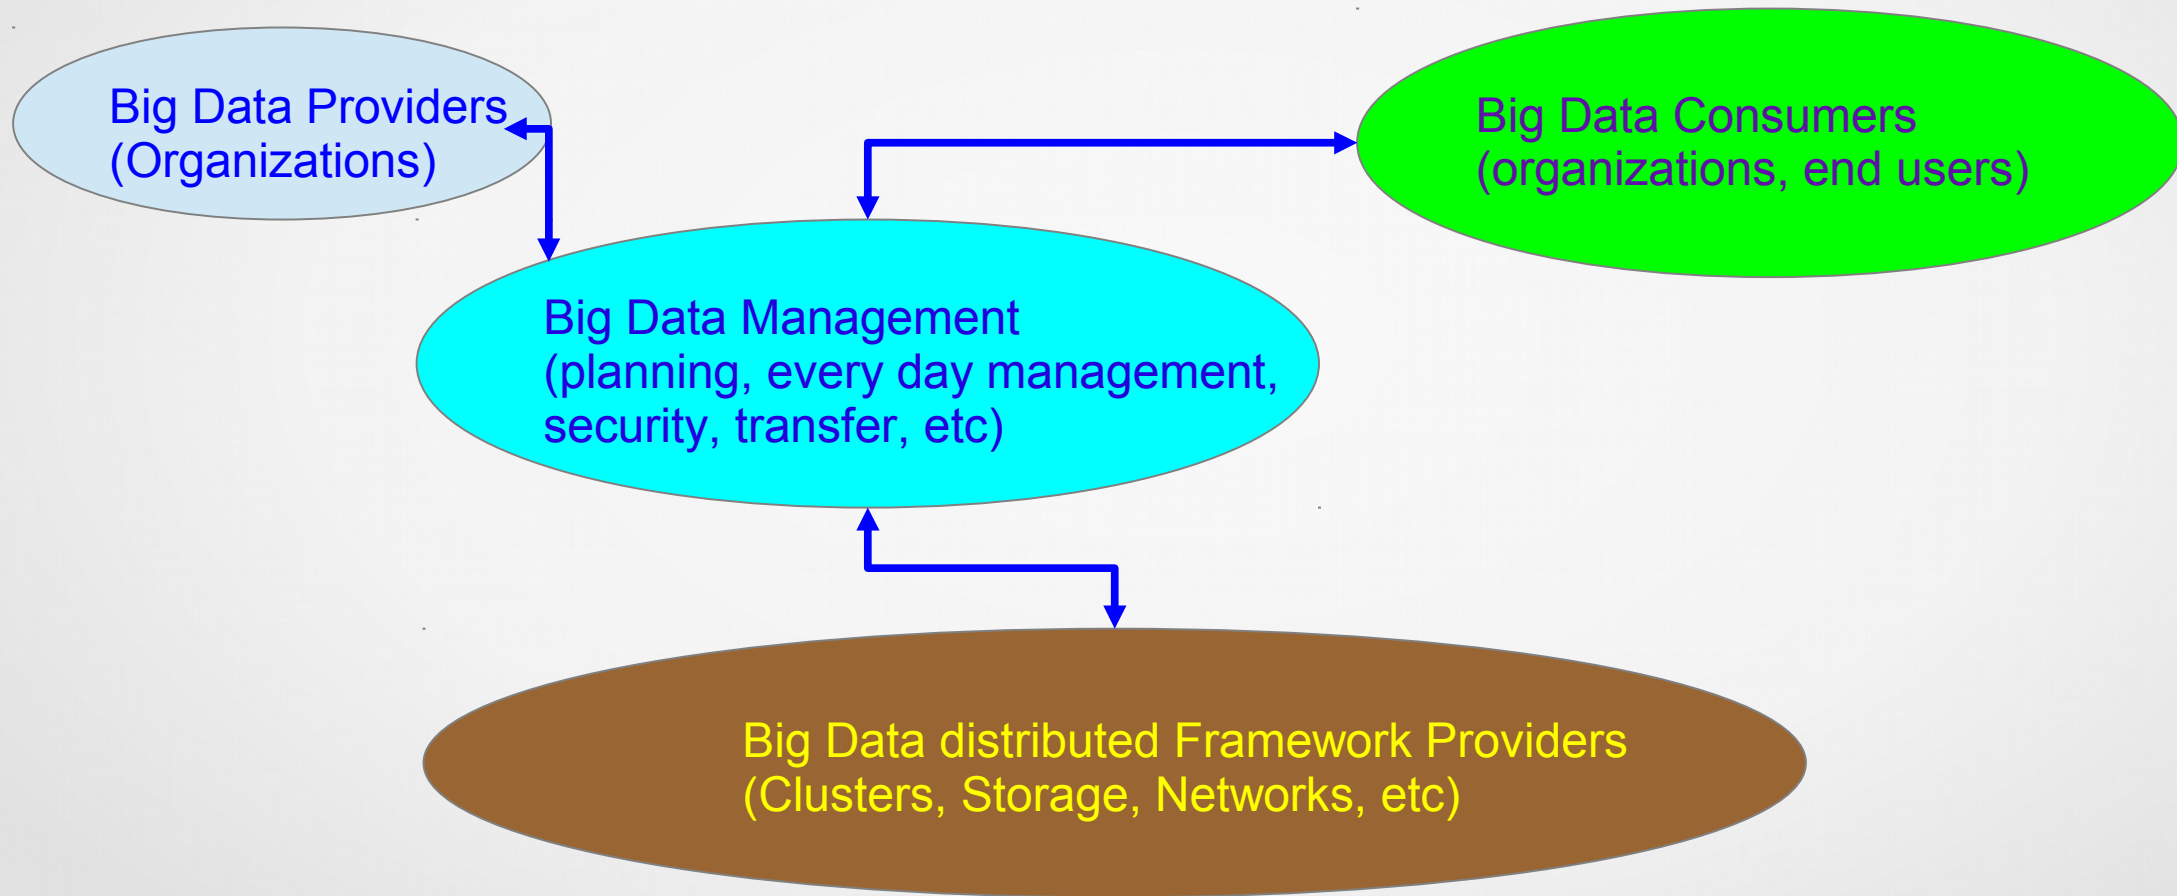 Big Data Providers
(Organizations)
Big Data Consumers
(organizations, end users)
Big Data Management
(planning, every day management,
security, transfer, etc)
Big Data distributed Framework Providers
(Clusters, Storage, Networks, etc)